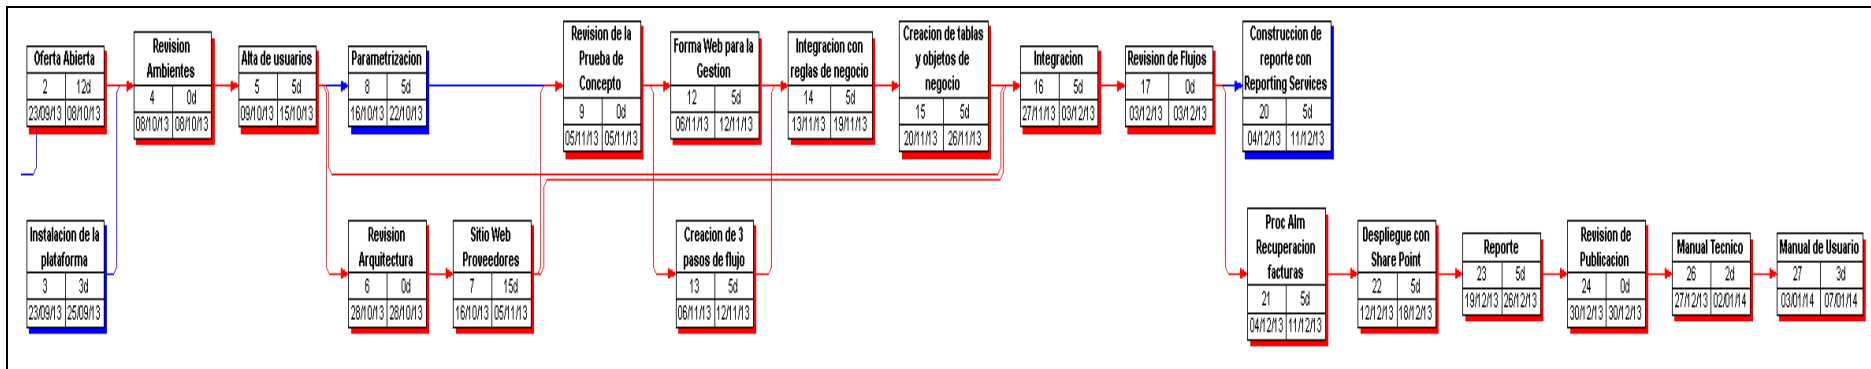 Oferta Abierta
2 12d
23/09/13 08/10/13
Revision
Ambientes
4 0d
08/10/13 08/10/13
Alta de usuarios
5 5d
09/10/13 15/10/13
Parametrizacion
8 5d
16/10/13 22/10/13
Revision de la
Prueba de
Concepto
9 0d
05/11/13 05/11/13
Forma Web para la
Gestion
12 5d
06/11/13 12/11/13
Integracion con
reglas de negocio
14 5d
13/11/13 19/11/13
Creacion de tablas
y objetos de
negocio
15 5d
20/11/13 26/11/13
Integracion
16 5d
27/11/13 03/12/13
Revision de Flujos
17 0d
03/12/13 03/12/13
Construccion de
reporte con
Reporting Services
20 5d
04/12/13 11/12/13
Instalacion de la
plataforma
3 3d
23/09/13 25/09/13
Revision
Arquitectura
6 0d
28/10/13 28/10/13
Sitio Web
Proveedores
7 15d
16/10/13 05/11/13
Creacion de 3
pasos de flujo
13 5d
06/11/13 12/11/13
Proc Alm
Recuperacion
facturas
21 5d
04/12/13 11/12/13
Despliegue con
Share Point
22 5d
12/12/13 18/12/13
Reporte
23 5d
19/12/13 26/12/13
Revision de
Publicacion
24 0d
30/12/13 30/12/13
Manual Tecnico
26 2d
27/12/13 02/01/14
Manual de Usuario
27 3d
03/01/14 07/01/14